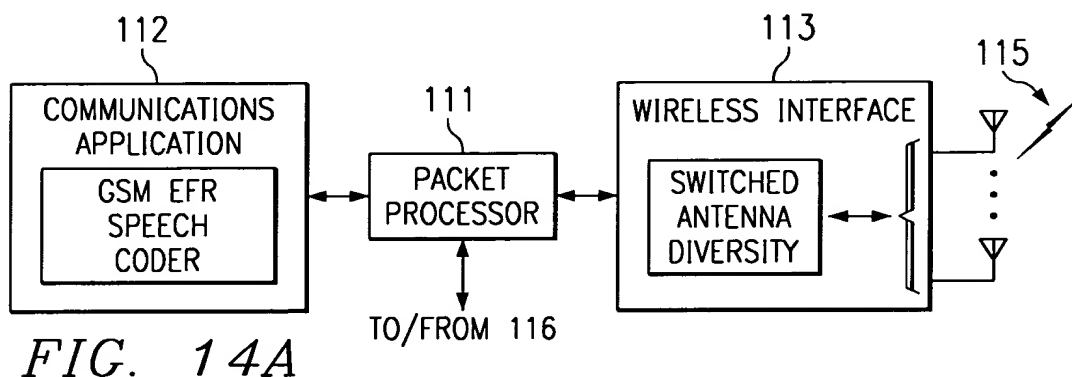 112
COMMUNICATIONS
APPLICATION
GSM EFR
SPEECH
CODER
111
PACKET
PROCESSOR
TO/FROM 116
113
WIRELESS INTERFACE
SWITCHED
ANTENNA
DIVERSITY
115
FIG. 14A